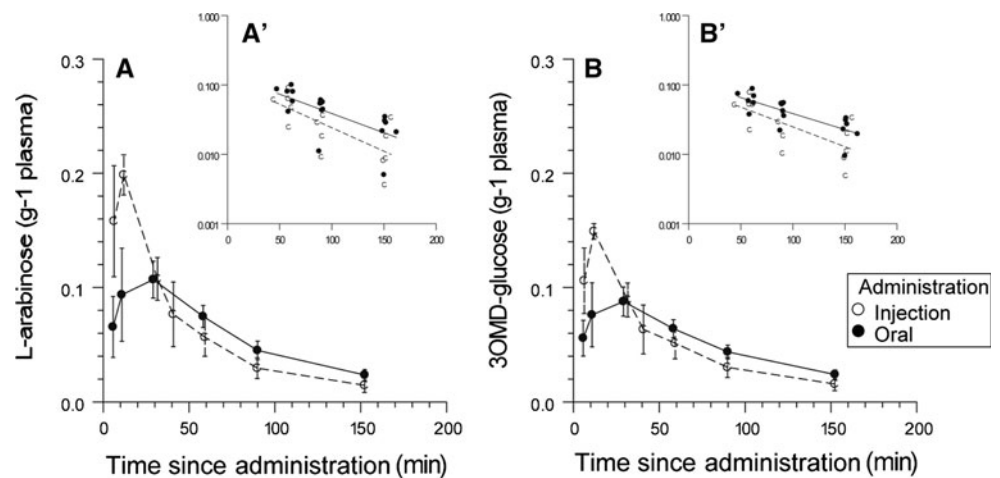 A'
1.000
0.100
0.010
0.001
0 50 100 150 200
A
0.3
0.2
0.1
0.0
L-arabinose (g-1 plasma)
0 50 100 150 200
Time since administration (min)
B'
1.000
0.100
0.010
0.001
0 50 100 150 200
B
0.3
0.2
0.1
0.0
3OMD-glucose (g-1 plasma)
0 50 100 150 200
Time since administration (min)
Administration
Injection
Oral